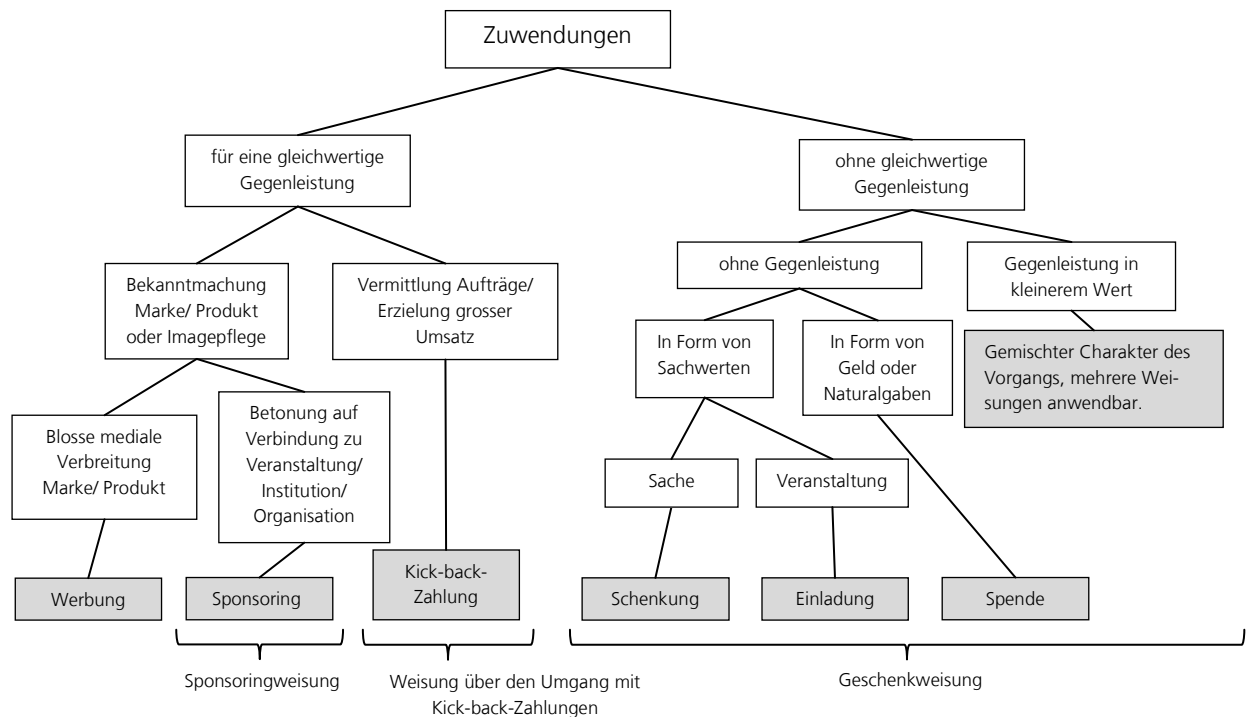 Zuwendungen
für eine gleichwertige
Gegenleistung
ohne gleichwertige
Gegenleistung
Bekanntmachung
Marke/ Produkt
oder Imagepflege
Vermittlung Aufträge/
Erzielung grosser
Umsatz
ohne Gegenleistung
Gegenleistung in
kleinerem Wert
In Form von
Sachwerten
In Form von
Geld oder
Naturalgaben
Gemischter Charakter des
Vorgangs, mehrere Wei-
sungen anwendbar.
Blosse mediale
Verbreitung
Marke/ Produkt
Betonung auf
Verbindung zu
Veranstaltung/
Institution/
Organisation
Sache
Veranstaltung
Werbung
Sponsoring
Kick-back-
Zahlung
Schenkung
Einladung
Spende
Sponsoringweisung
Weisung über den Umgang mit
Kick-back-Zahlungen
Geschenkweisung